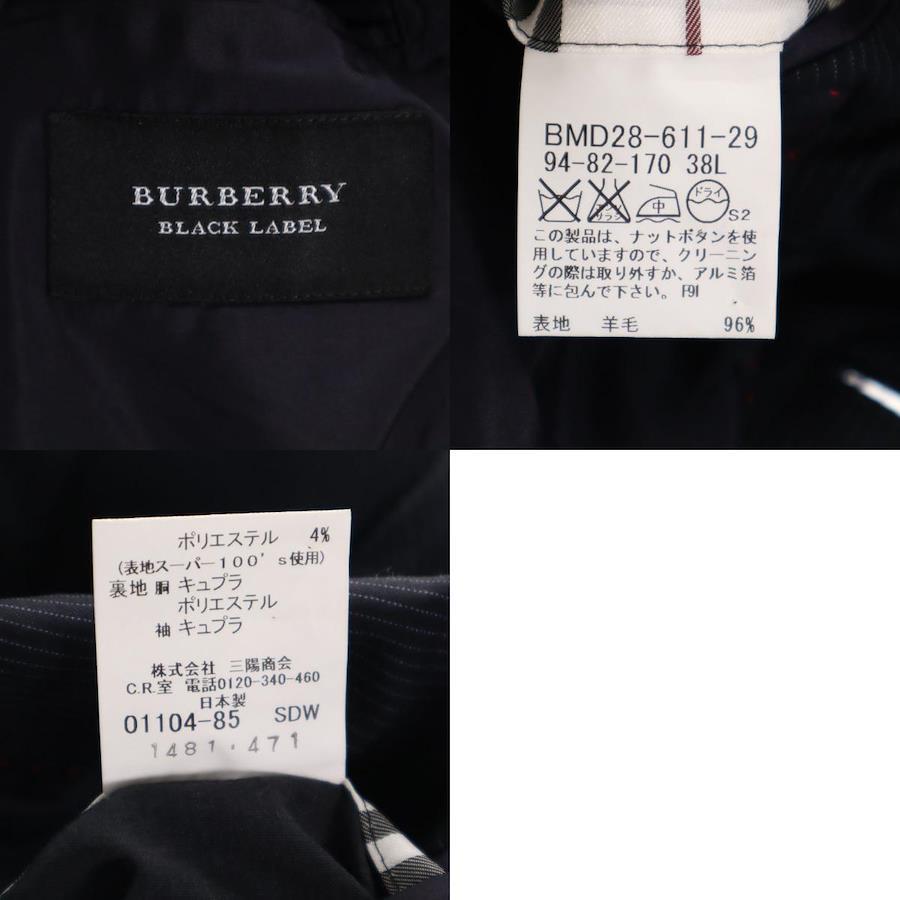 BURBERRY
BLACK LABEL
BMD28-611-29
94-82-170 38L
中
ドライ
S2
この製品は、ナットボタンを使
用していますので、クリーニン
グの際は取り外すか、アルミ箔
等に包んで下さい。 F91
表地 羊毛 96%
ポリエステル 4%
(表地スーパー100's使用)
裏地 胴 キュプラ
ポリエステル
袖 キュプラ
株式会社 三陽商会
C.R.室 電話0120-340-460
日本製
01104-85 SDW
1481・471